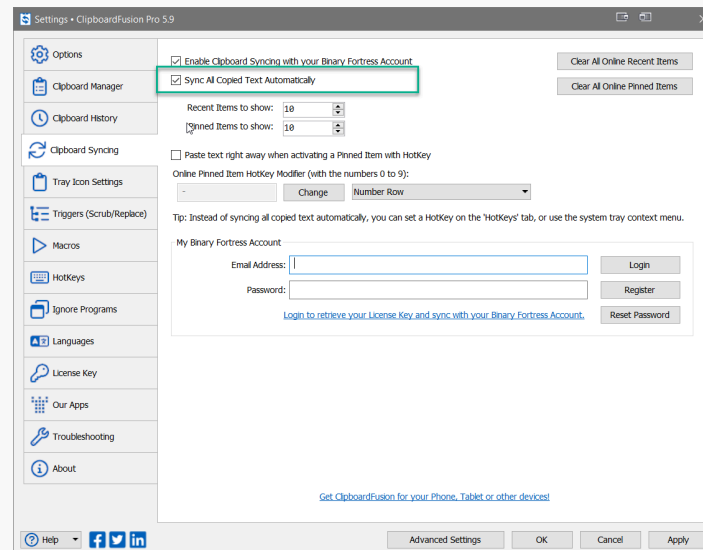 Settings • ClipboardFusion Pro 5.9
Options
Clipboard Manager
Clipboard History
Clipboard Syncing
Tray Icon Settings
Triggers (Scrub/Replace)
Macros
HotKeys
Ignore Programs
Languages
License Key
Our Apps
Troubleshooting
About
Enable Clipboard Syncing with your Binary Fortress Account
Clear All Online Recent Items
Sync All Copied Text Automatically
Clear All Online Pinned Items
Recent Items to show: 10
Pinned Items to show: 10
Paste text right away when activating a Pinned Item with HotKey
Online Pinned Item HotKey Modifier (with the numbers 0 to 9):
- Change Number Row
Tip: Instead of syncing all copied text automatically, you can set a HotKey on the 'HotKeys' tab, or use the system tray context menu.
My Binary Fortress Account
Email Address: Login
Password: Register
Login to retrieve your License Key and sync with your Binary Fortress Account. Reset Password
Get ClipboardFusion for your Phone, Tablet or other devices!
Help
Advanced Settings OK Cancel Apply